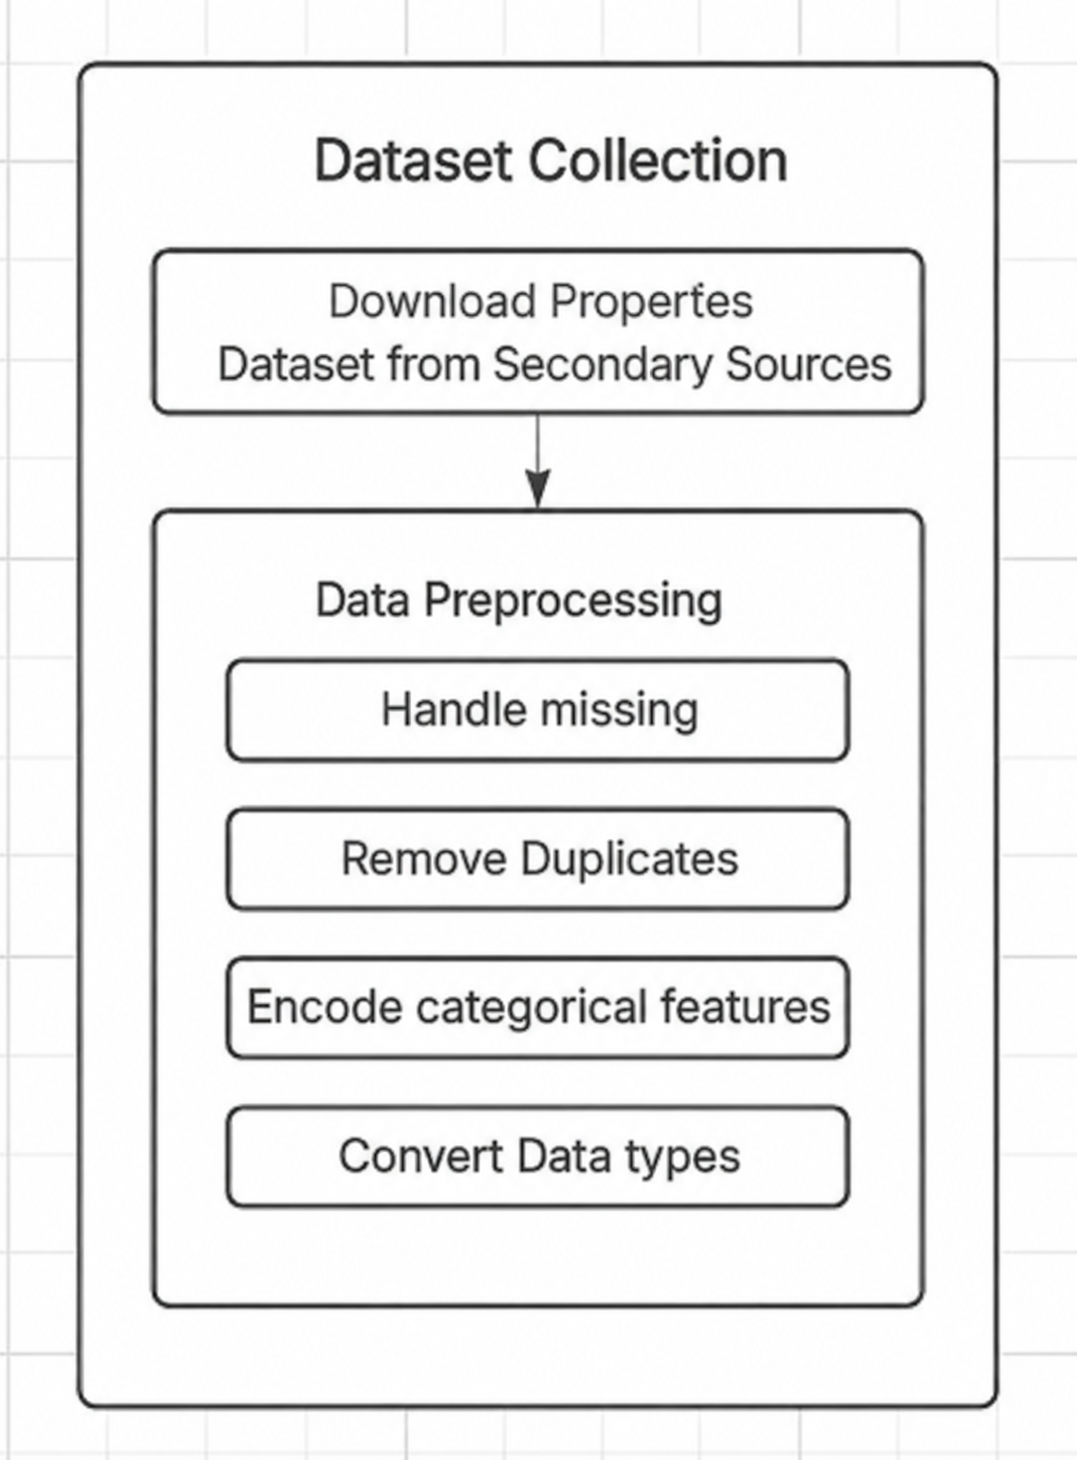 Dataset Collection
Download Propertes
Dataset from Secondary Sources
Data Preprocessing
Handle missing
Remove Duplicates
Encode categorical features
Convert Data types